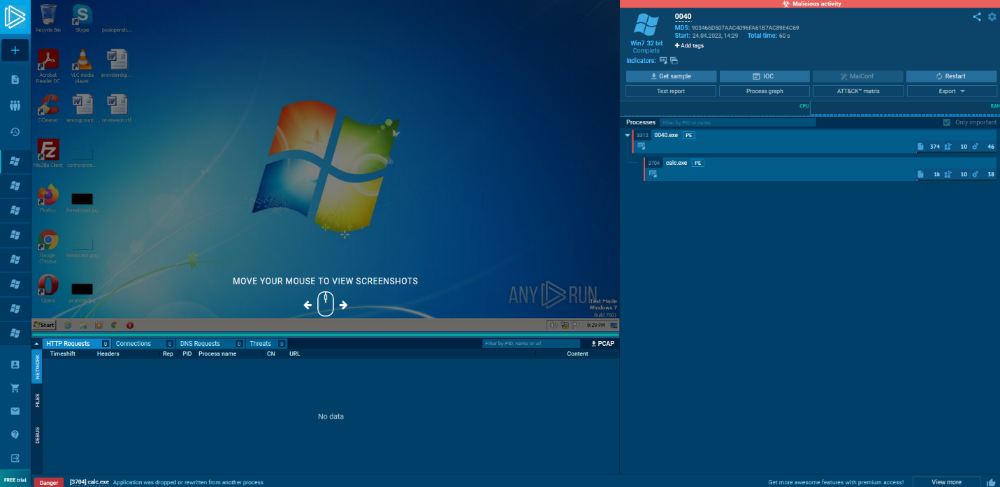 Malicious activity
0040
MD5: 903466D507AAC4096FA61B7AC89E4C69
Start: 24.04.2023, 14:29 Total time: 60 s
+ Add tags
Win7 32 bit
Complete
Indicators:
Get sample IOC MalConf Restart
Text report Process graph ATT&CK™ matrix Export
CPU RAM
Processes Filter by PID or name Only important
3312 0040.exe PE
374 10 46
3704 calc.exe PE
1k 10 38
Recycle Bin Skype pooloperati...
Acrobat Reader DC VLC media player providerdigi...
CCleaner amongcount... reviewsoh.rtf
FileZilla Client conference...
Firefox forestroad.jpg
Google Chrome
Opera
MOVE YOUR MOUSE TO VIEW SCREENSHOTS
ANY RUN
Test Mode
Windows 7
Build 7601
Start 8:29 PM
HTTP Requests 0 Connections 0 DNS Requests 0 Threats 0 Filter by PID, name or url PCAP
Timeshift Headers Rep PID Process name CN URL Content
NETWORK
FILES
DEBUG
No data
FREE trial
Danger [3704] calc.exe Application was dropped or rewritten from another process
Get more awesome features with premium access! View more